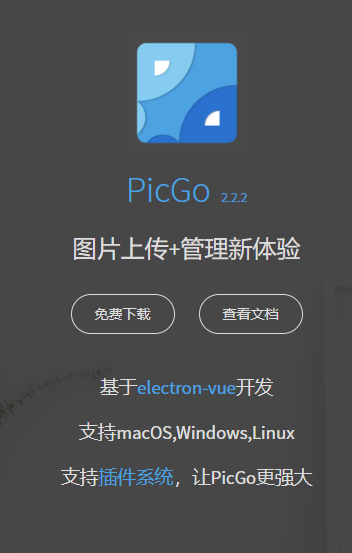 PicGo 2.2.2
图片上传+管理新体验
免费下载 查看文档
基于electron-vue开发
支持macOS,Windows,Linux
支持插件系统，让PicGo更强大